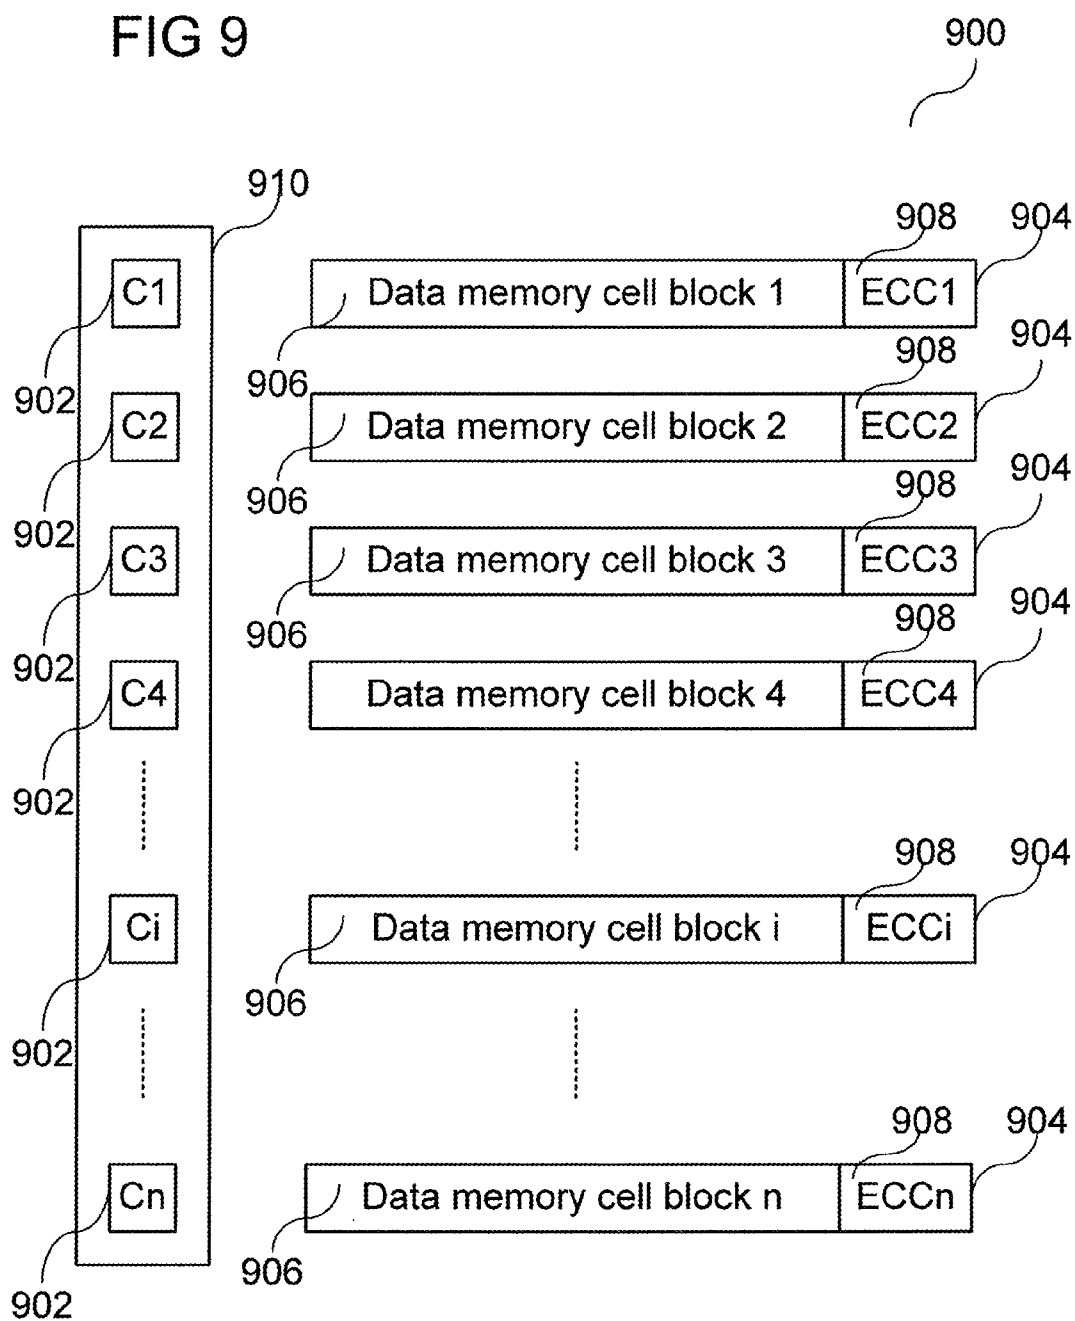 FIG 9
900
910
908 904
C1 Data memory cell block 1 ECC1
902 906
908 904
C2 Data memory cell block 2 ECC2
902 906
908 904
C3 Data memory cell block 3 ECC3
902 906
908 904
C4 Data memory cell block 4 ECC4
902
908 904
Ci Data memory cell block i ECCi
902 906
908 904
Cn Data memory cell block n ECCn
902 906